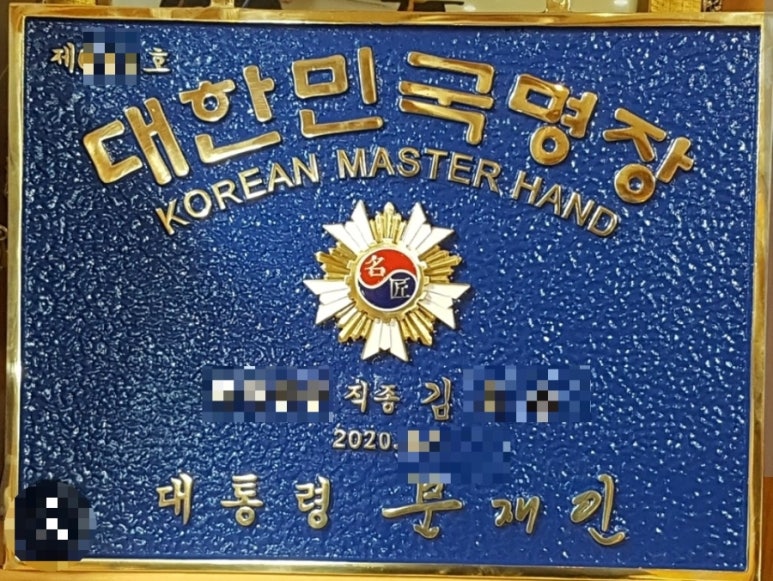 제 호
대한민국명장
KOREAN MASTER HAND
名
匠
직종 김
2020.
대통령 문재인